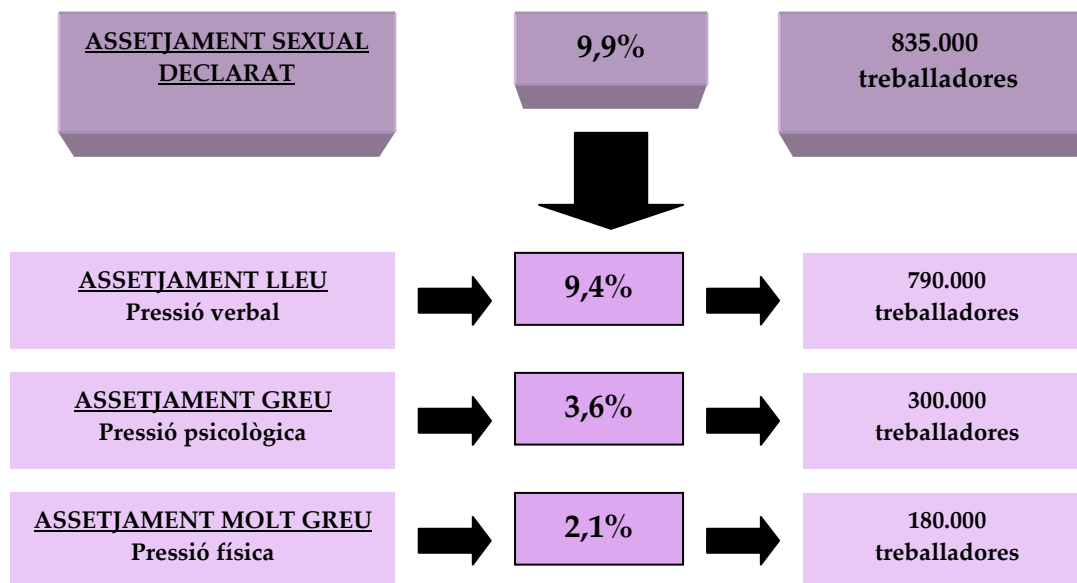 ASSETJAMENT SEXUAL
DECLARAT
9,9%
835.000
treballadores
ASSETJAMENT LLEU
Pressió verbal
9,4%
790.000
treballadores
ASSETJAMENT GREU
Pressió psicològica
3,6%
300.000
treballadores
ASSETJAMENT MOLT GREU
Pressió física
2,1%
180.000
treballadores